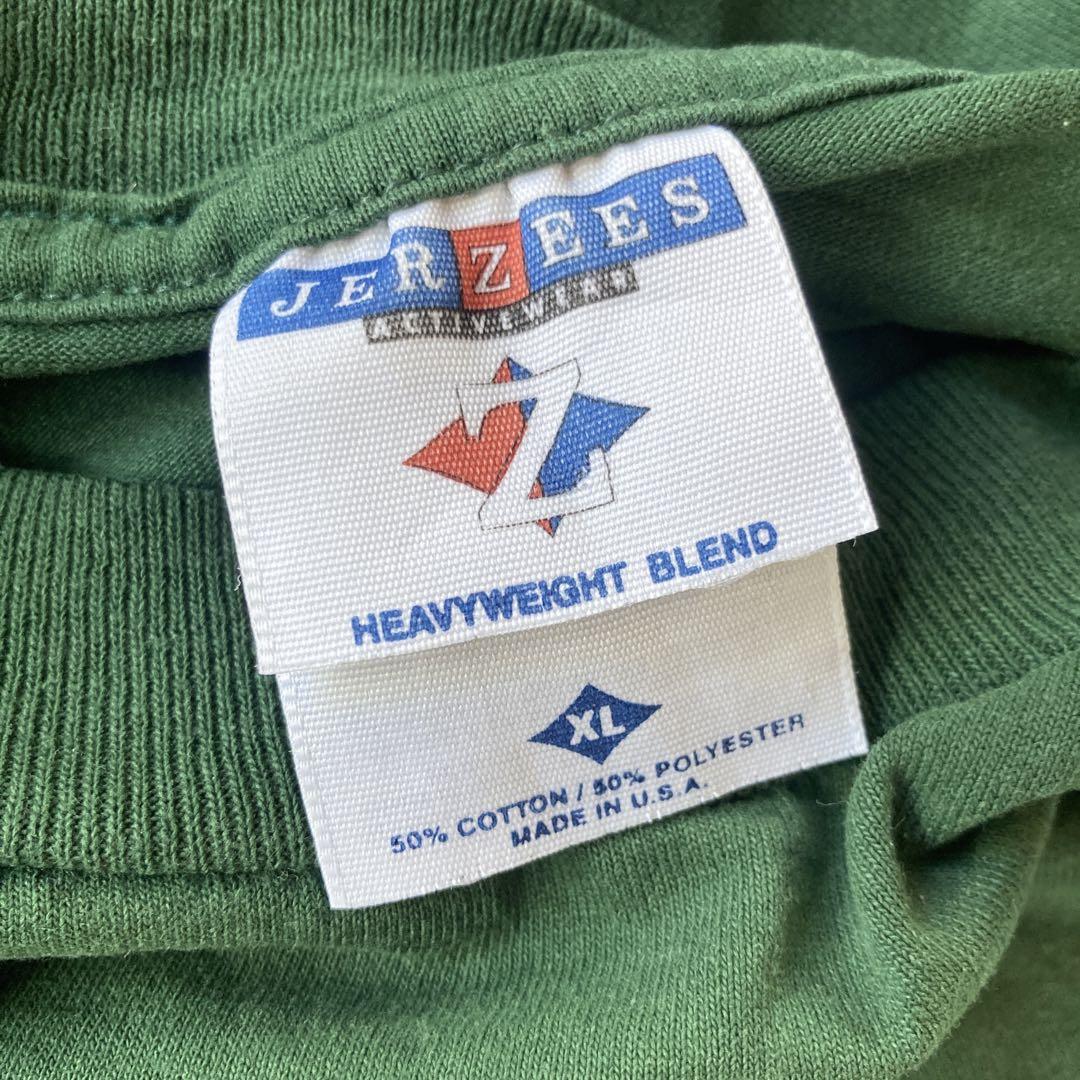 JERZEES
ACTIVEWEAR
Z
HEAVYWEIGHT BLEND
XL
50% COTTON / 50% POLYESTER
MADE IN U.S.A.